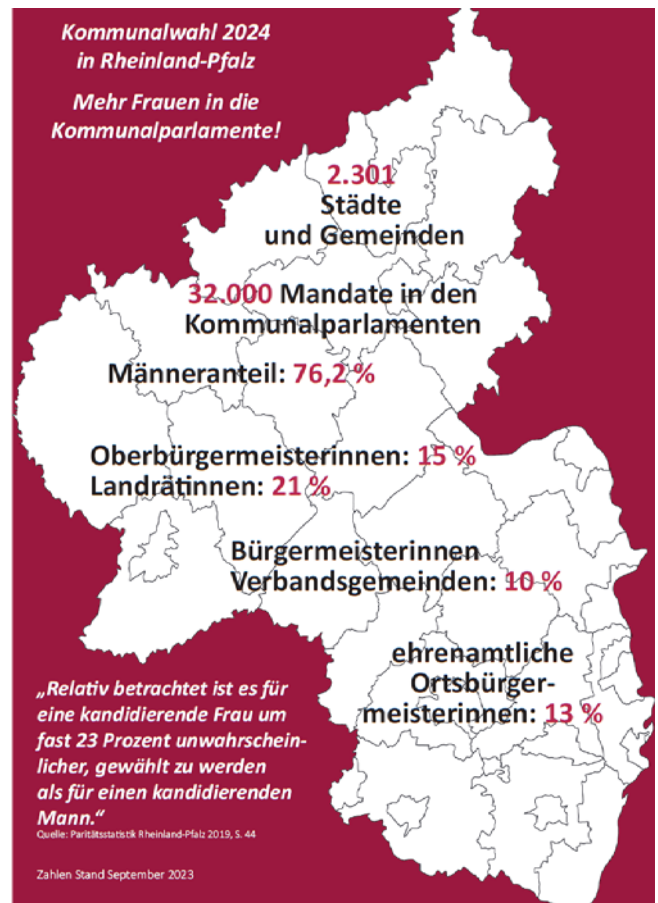 Kommunalwahl 2024
in Rheinland-Pfalz
Mehr Frauen in die
Kommunalparlamente!
2.301
Städte
und Gemeinden
32.000 Mandate in den
Kommunalparlamenten
Männeranteil: 76,2 %
Oberbürgermeisterinnen: 15 %
Landrätinnen: 21 %
Bürgermeisterinnen
Verbandsgemeinden: 10 %
ehrenamtliche
Ortsbürger-
meisterinnen: 13 %
„Relativ betrachtet ist es für
eine kandidierende Frau um
fast 23 Prozent unwahrschein-
licher, gewählt zu werden
als für einen kandidierenden
Mann.“
Quelle: Paritätsstatistik Rheinland-Pfalz 2019, S. 44
Zahlen Stand September 2023